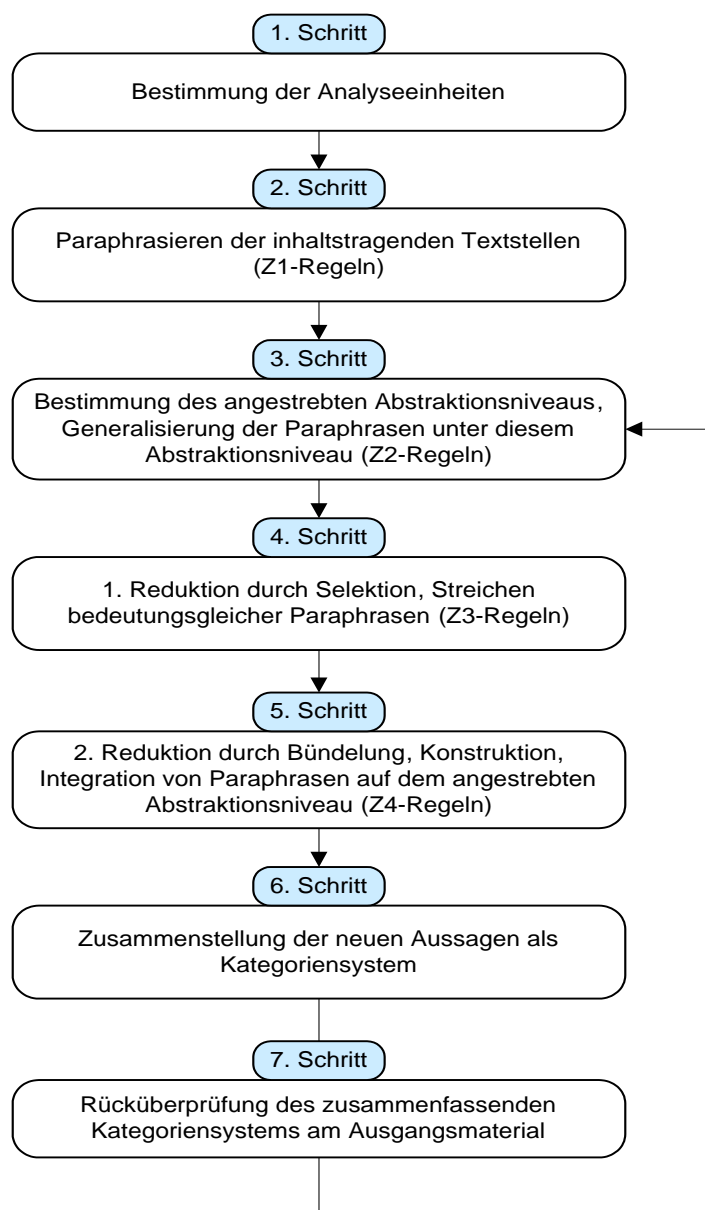 1. Schritt
Bestimmung der Analyseeinheiten
2. Schritt
Paraphrasieren der inhaltstragenden Textstellen
(Z1-Regeln)
3. Schritt
Bestimmung des angestrebten Abstraktionsniveaus,
Generalisierung der Paraphrasen unter diesem
Abstraktionsniveau (Z2-Regeln)
4. Schritt
1. Reduktion durch Selektion, Streichen
bedeutungsgleicher Paraphrasen (Z3-Regeln)
5. Schritt
2. Reduktion durch Bündelung, Konstruktion,
Integration von Paraphrasen auf dem angestrebten
Abstraktionsniveau (Z4-Regeln)
6. Schritt
Zusammenstellung der neuen Aussagen als
Kategoriensystem
7. Schritt
Rücküberprüfung des zusammenfassenden
Kategoriensystems am Ausgangsmaterial